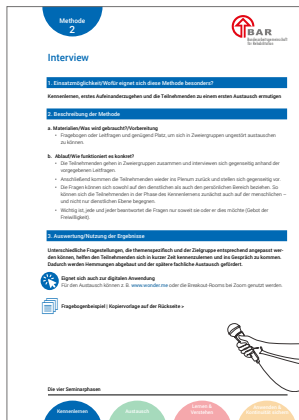 Methode
2
BAR
Bundesarbeitsgemeinschaft
für Rehabilitation
Interview
1. Einsatzmöglichkeit/Wofür eignet sich diese Methode besonders?
Kennenlernen, erstes Aufeinanderzugehen und die Teilnehmenden zu einem ersten Austausch ermutigen
2. Beschreibung der Methode
a. Materialien/Was wird gebraucht?/Vorbereitung
• Fragebogen oder Leitfragen und genügend Platz, um sich in Zweiergruppen ungestört austauschen
zu können.
b. Ablauf/Wie funktioniert es konkret?
• Die Teilnehmenden gehen in Zweiergruppen zusammen und interviewen sich gegenseitig anhand der
vorgegebenen Leitfragen.
• Anschließend kommen die Teilnehmenden wieder ins Plenum zurück und stellen sich gegenseitig vor.
• Die Fragen können sich sowohl auf den dienstlichen als auch den persönlichen Bereich beziehen. So
können sich die Teilnehmenden in der Phase des Kennenlernens zunächst auch auf der menschlichen –
und nicht nur dienstlichen Ebene begegnen.
• Wichtig ist, jede und jeder beantwortet die Fragen nur soweit sie oder er dies möchte (Gebot der
Freiwilligkeit).
3. Auswertung/Nutzung der Ergebnisse
Unterschiedliche Fragestellungen, die themenspezifisch und der Zielgruppe entsprechend angepasst wer-
den können, helfen den Teilnehmenden sich in kurzer Zeit kennenzulernen und ins Gespräch zu kommen.
Dadurch werden Hemmungen abgebaut und der spätere fachliche Austausch gefördert.
Eignet sich auch zur digitalen Anwendung
Für den Austausch können z. B. www.wonder.me oder die Breakout-Rooms bei Zoom genutzt werden.
Fragebogenbeispiel | Kopiervorlage auf der Rückseite »
Die vier Seminarphasen
Kennenlernen
Austausch
Lernen &
Verstehen